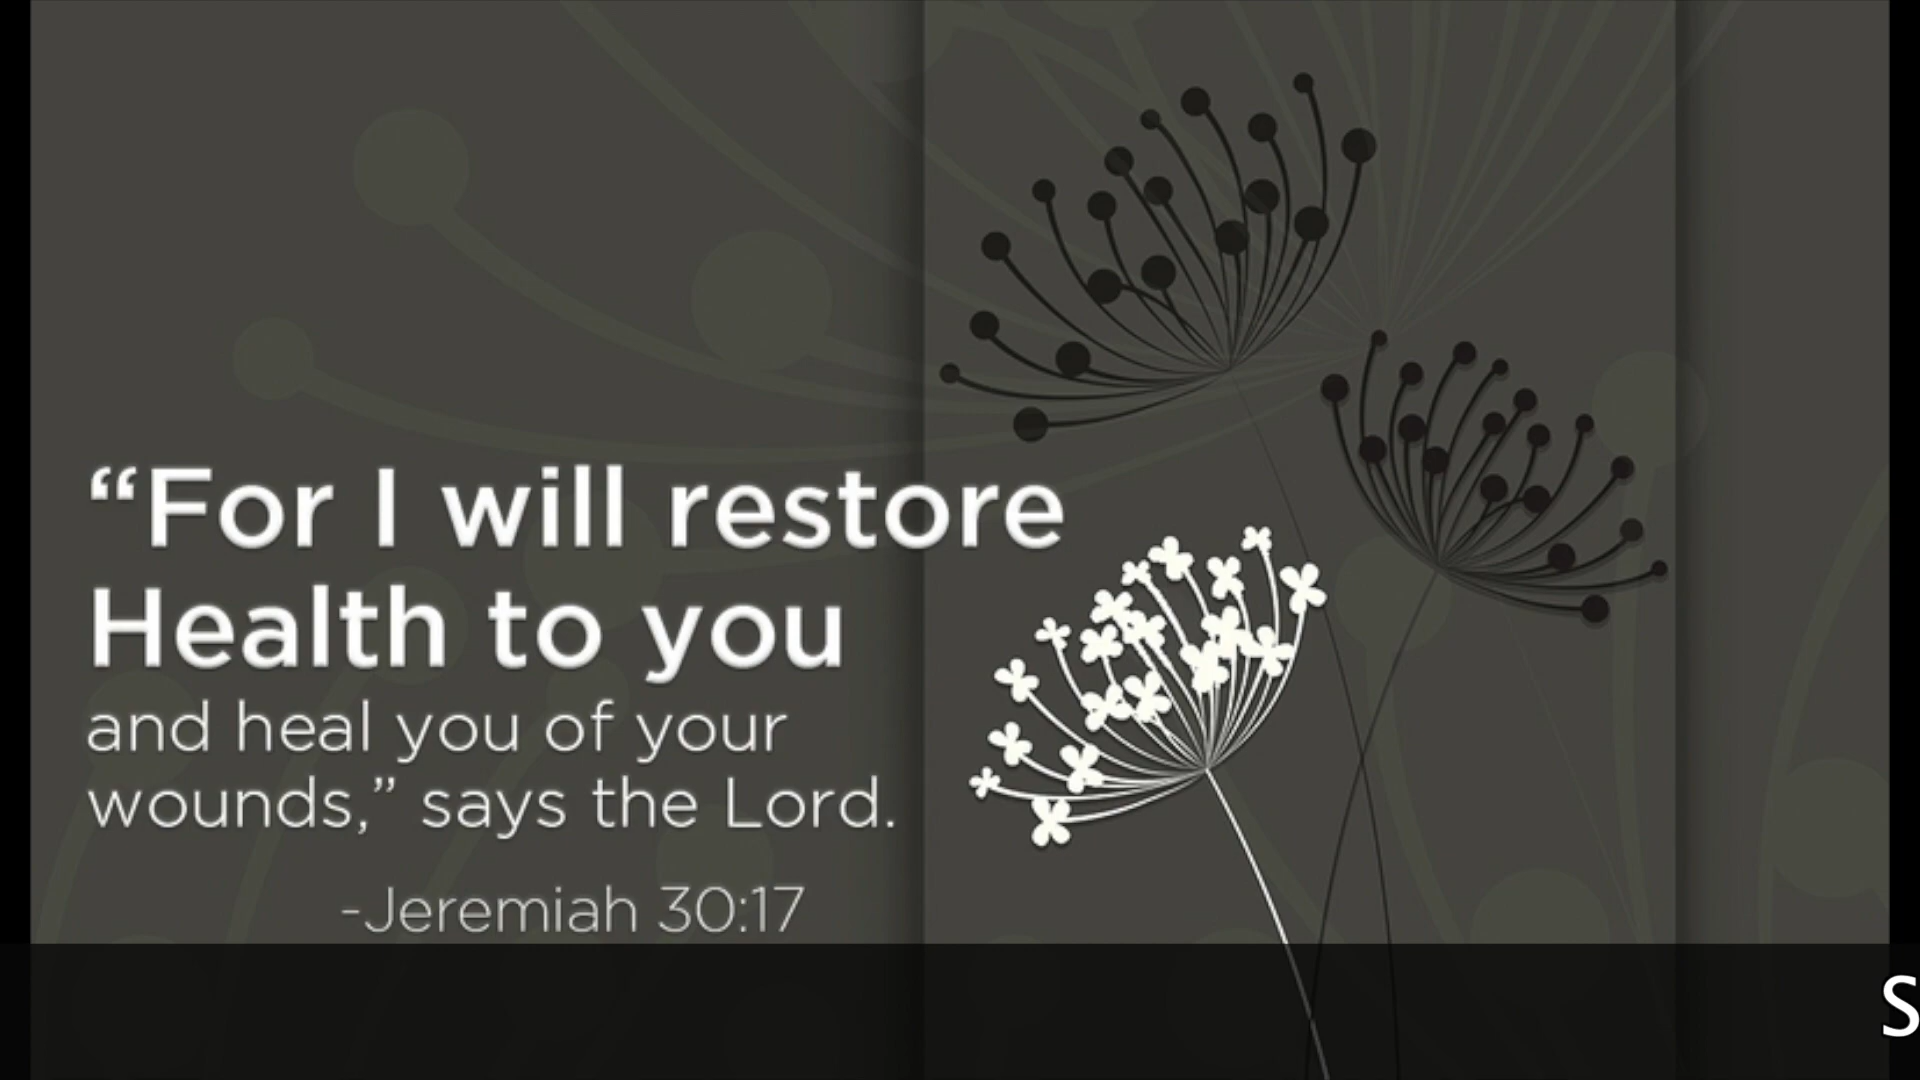 “For I will restore
Health to you
and heal you of your
wounds,” says the Lord.
-Jeremiah 30:17
S